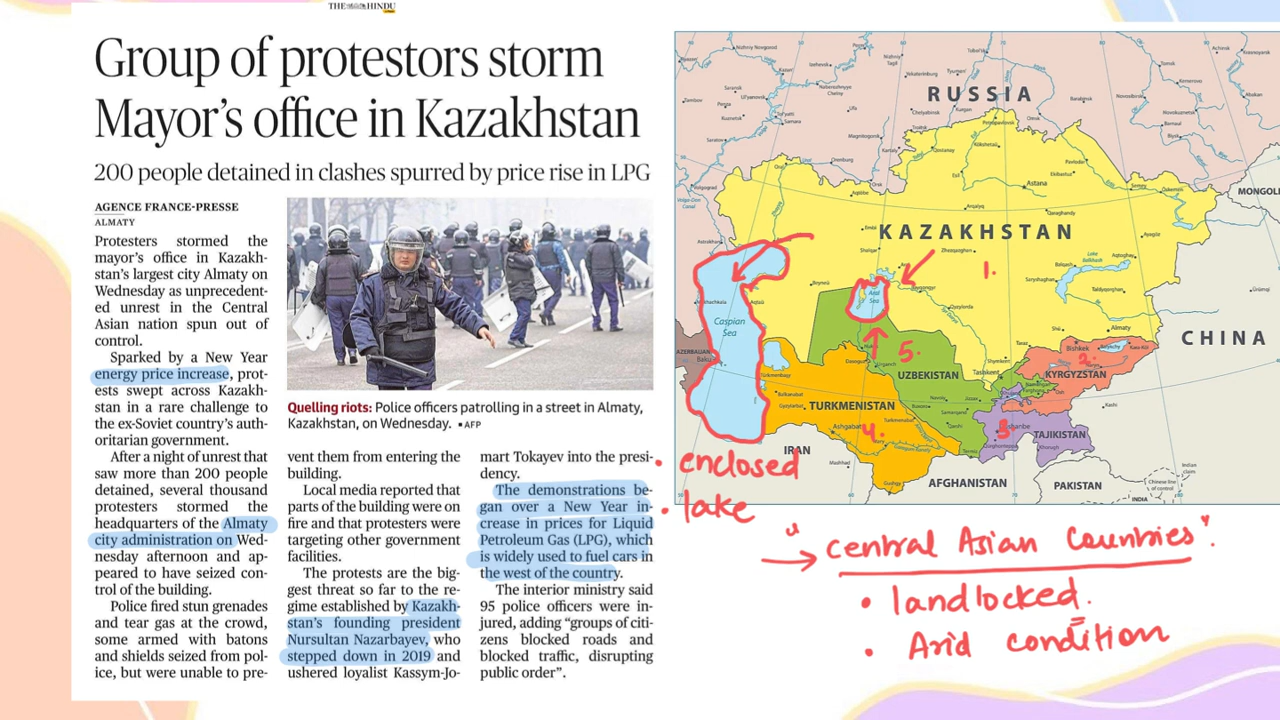 THE HINDU
Group of protestors storm
Mayor's office in Kazakhstan
200 people detained in clashes spurred by price rise in LPG
AGENCE FRANCE-PRESSE
ALMATY
Protesters stormed the
mayor's office in Kazakh-
stan's largest city Almaty on
Wednesday as unprecedent-
ed unrest in the Central
Asian nation spun out of
control.
Sparked by a New Year
energy price increase, prot-
ests swept across Kazakh-
stan in a rare challenge to
the ex-Soviet country's auth-
oritarian government.
After a night of unrest that
saw more than 200 people
detained, several thousand
protesters stormed the
headquarters of the Almaty
city administration on Wed-
nesday afternoon and ap-
peared to have seized con-
trol of the building.
Police fired stun grenades
and tear gas at the crowd,
some armed with batons
and shields seized from pol-
ice, but were unable to pre-
Quelling riots: Police officers patrolling in a street in Almaty,
Kazakhstan, on Wednesday. ▪ AFP
vent them from entering the
building.
Local media reported that
parts of the building were on
fire and that protesters were
targeting other government
facilities.
The protests are the big-
gest threat so far to the re-
gime established by Kazakh-
stan's founding president
Nursultan Nazarbayev, who
stepped down in 2019 and
ushered loyalist Kassym-Jo-
mart Tokayev into the presi-
dency.
The demonstrations be-
gan over a New Year in-
crease in prices for Liquid
Petroleum Gas (LPG), which
is widely used to fuel cars in
the west of the country.
The interior ministry said
95 police officers were in-
jured, adding "groups of citi-
zens blocked roads and
blocked traffic, disrupting
public order".
RUSSIA
MONGOL
KAZAKHSTAN
1.
Astana
Aral
Sea
Caspian
Sea
AZERBAIJAN
Baku
CHINA
Almaty
Bishkek
2.
KYRGYZSTAN
5.
UZBEKISTAN
Tashkent
TURKMENISTAN
Ashgabat
4.
3.
TAJIKISTAN
IRAN
AFGHANISTAN
PAKISTAN
INDIA
• enclosed
• lake
→ "Central Asian Countries".
• landlocked.
• Arid condition